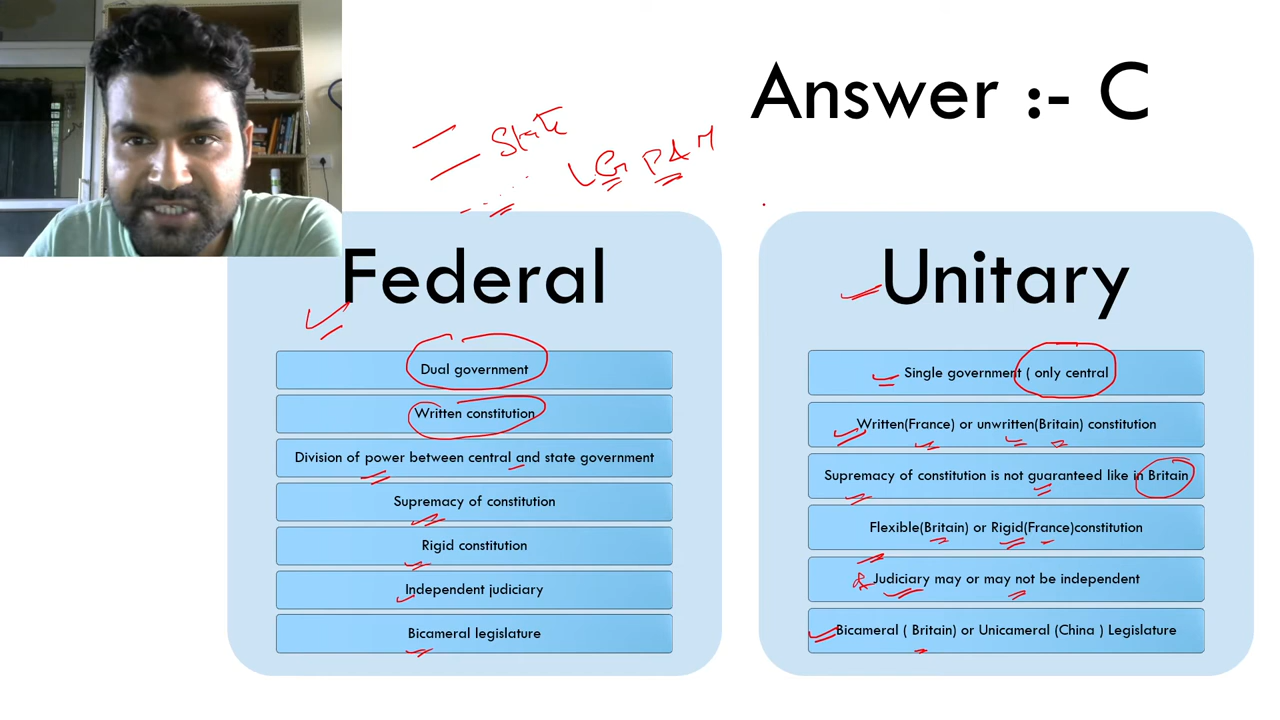 Answer :- C
State
Federal
Dual government
Written constitution
Division of power between central and state government
Supremacy of constitution
Rigid constitution
Independent judiciary
Bicameral legislature
Unitary
Single government ( only central
Written(France) or unwritten(Britain) constitution
Supremacy of constitution is not guaranteed like in Britain
Flexible(Britain) or Rigid(France)constitution
Judiciary may or may not be independent
Bicameral ( Britain) or Unicameral (China ) Legislature